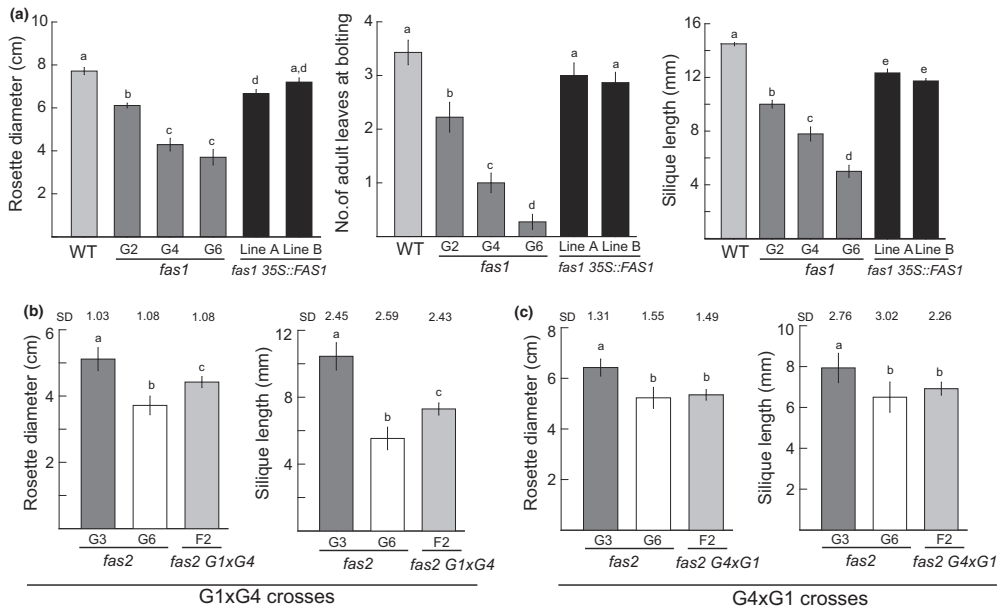 (a)
Rosette diameter (cm)
10
8
6
4
2
a
b
c
c
d
a,d
WT
G2 G4 G6
fas1
Line A Line B
fas1 35S::FAS1
No.of adult leaves at bolting
4
3
2
1
a
b
c
d
a
a
WT
G2 G4 G6
fas1
Line A Line B
fas1 35S::FAS1
Silique length (mm)
16
12
8
4
a
b
c
d
e
e
WT
G2 G4 G6
fas1
Line A Line B
fas1 35S::FAS1
(b)
SD 1.03 1.08 1.08
Rosette diameter (cm)
6
4
2
a
b
c
G3 G6 F2
fas2 fas2 G1xG4
SD 2.45 2.59 2.43
Silique length (mm)
12
8
4
a
b
c
G3 G6 F2
fas2 fas2 G1xG4
G1xG4 crosses
(c)
SD 1.31 1.55 1.49
Rosette diameter (cm)
8
6
4
2
a
b
b
G3 G6 F2
fas2 fas2 G4xG1
SD 2.76 3.02 2.26
Silique length (mm)
10
8
6
4
2
a
b
b
G3 G6 F2
fas2 fas2 G4xG1
G4xG1 crosses